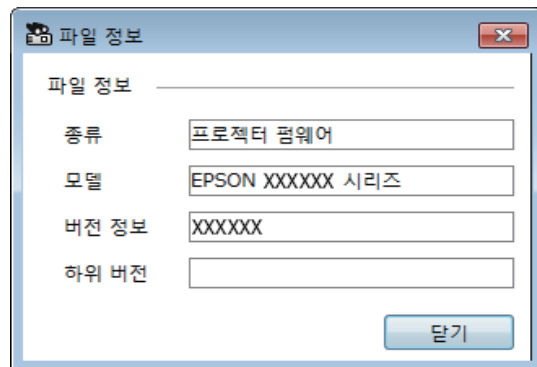 파일 정보
파일 정보
종류 프로젝터 펌웨어
모델 EPSON XXXXXX 시리즈
버전 정보 XXXXXX
하위 버전
닫기